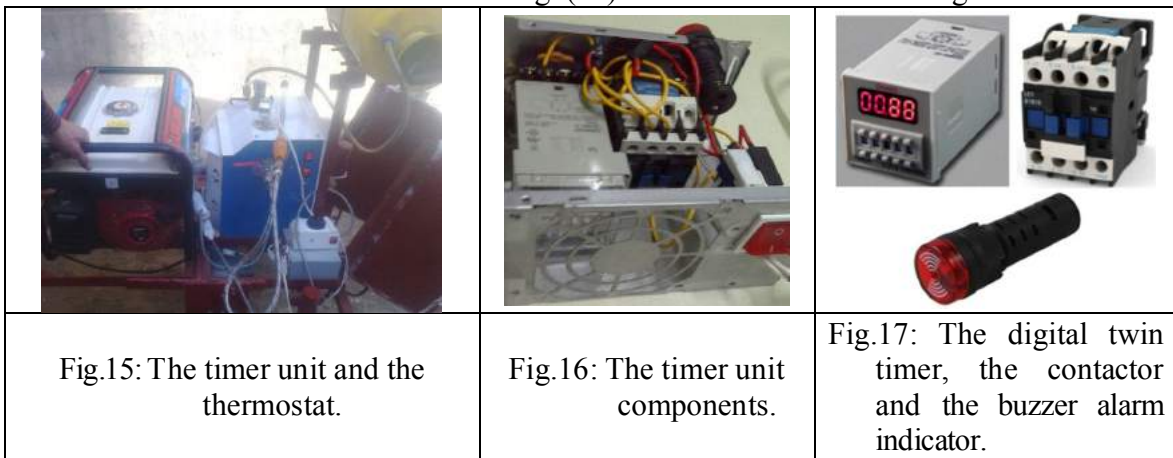 0088
Fig.15: The timer unit and the
thermostat.
Fig.16: The timer unit
components.
Fig.17: The digital twin
timer, the contactor
and the buzzer alarm
indicator.